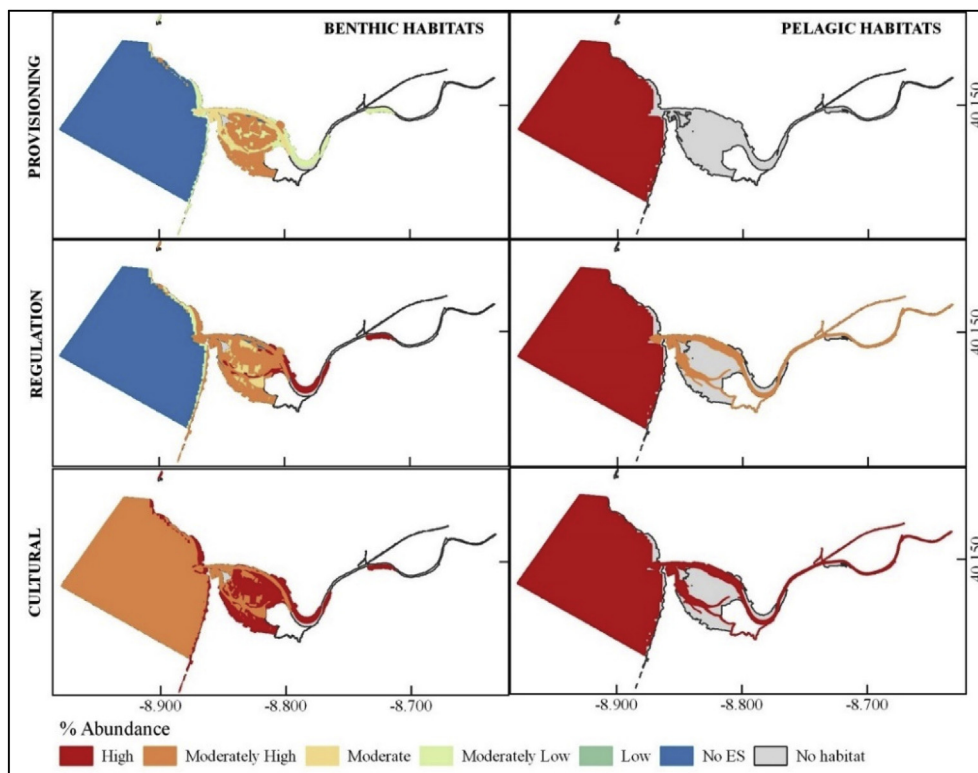 BENTHIC HABITATS
PELAGIC HABITATS
PROVISIONING
40.150
REGULATION
40.150
CULTURAL
40.150
-8.900 -8.800 -8.700 -8.900 -8.800 -8.700
% Abundance
High Moderately High Moderate Moderately Low Low No ES No habitat